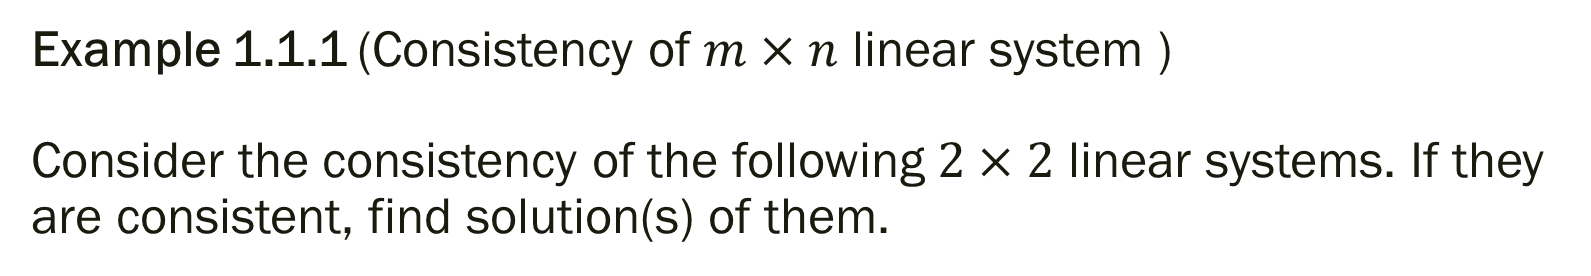 Example 1.1.1 (Consistency of m × n linear system )
Consider the consistency of the following 2 × 2 linear systems. If they
are consistent, find solution(s) of them.